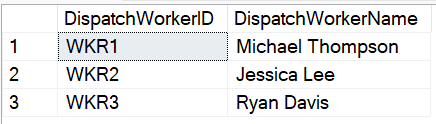 DispatchWorkerID DispatchWorkerName
1 WKR1 Michael Thompson
2 WKR2 Jessica Lee
3 WKR3 Ryan Davis